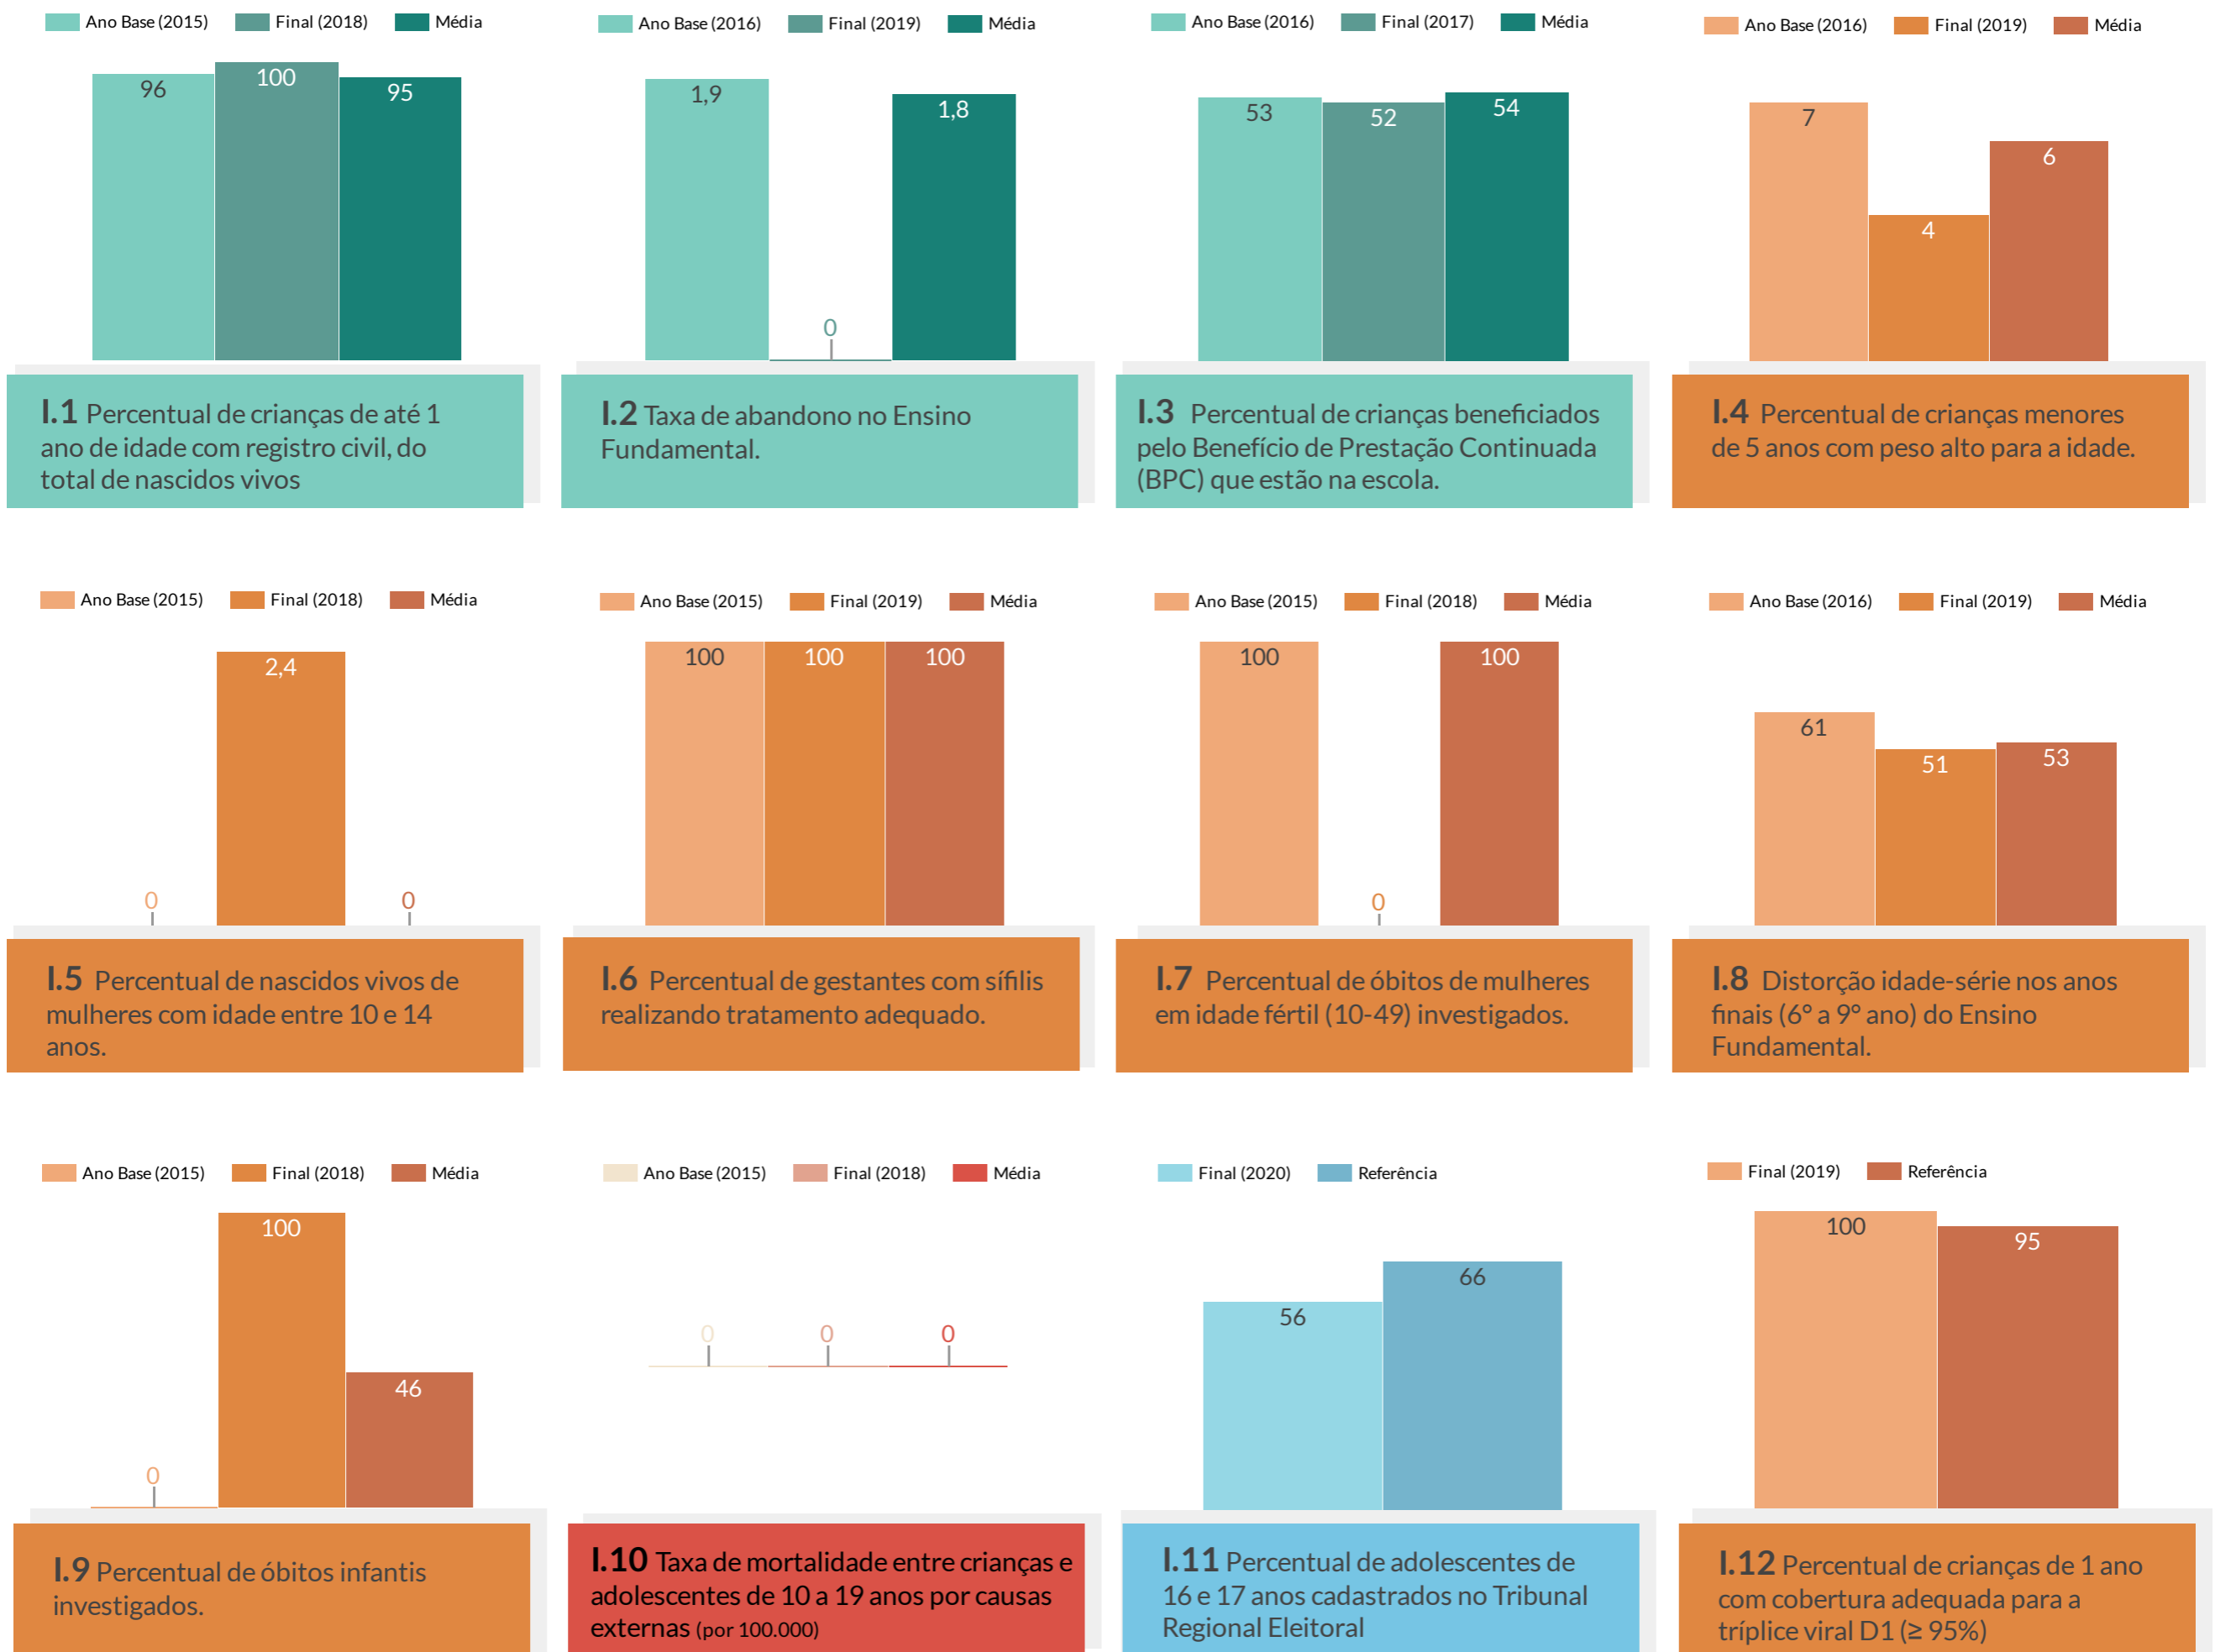 Ano Base (2015) Final (2018) Média
96 100 95
I.1 Percentual de crianças de até 1
ano de idade com registro civil, do
total de nascidos vivos
Ano Base (2016) Final (2019) Média
1,9 0 1,8
I.2 Taxa de abandono no Ensino
Fundamental.
Ano Base (2016) Final (2017) Média
53 52 54
I.3 Percentual de crianças beneficiados
pelo Benefício de Prestação Continuada
(BPC) que estão na escola.
Ano Base (2016) Final (2019) Média
7 4 6
I.4 Percentual de crianças menores
de 5 anos com peso alto para a idade.
Ano Base (2015) Final (2018) Média
0 2,4 0
I.5 Percentual de nascidos vivos de
mulheres com idade entre 10 e 14
anos.
Ano Base (2015) Final (2019) Média
100 100 100
I.6 Percentual de gestantes com sífilis
realizando tratamento adequado.
Ano Base (2015) Final (2018) Média
100 0 100
I.7 Percentual de óbitos de mulheres
em idade fértil (10-49) investigados.
Ano Base (2016) Final (2019) Média
61 51 53
I.8 Distorção idade-série nos anos
finais (6° a 9° ano) do Ensino
Fundamental.
Ano Base (2015) Final (2018) Média
0 100 46
I.9 Percentual de óbitos infantis
investigados.
Ano Base (2015) Final (2018) Média
0 0 0
I.10 Taxa de mortalidade entre crianças e
adolescentes de 10 a 19 anos por causas
externas (por 100.000)
Final (2020) Referência
56 66
I.11 Percentual de adolescentes de
16 e 17 anos cadastrados no Tribunal
Regional Eleitoral
Final (2019) Referência
100 95
I.12 Percentual de crianças de 1 ano
com cobertura adequada para a
tríplice viral D1 (≥ 95%)